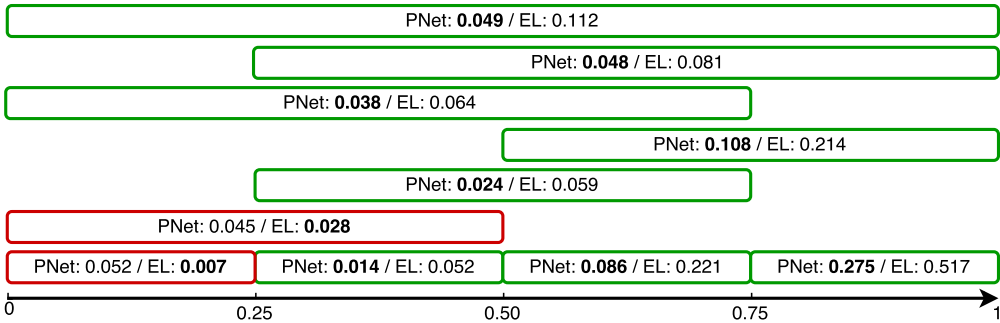 PNet: 0.049 / EL: 0.112
PNet: 0.048 / EL: 0.081
PNet: 0.038 / EL: 0.064
PNet: 0.108 / EL: 0.214
PNet: 0.024 / EL: 0.059
PNet: 0.045 / EL: 0.028
PNet: 0.052 / EL: 0.007 PNet: 0.014 / EL: 0.052 PNet: 0.086 / EL: 0.221 PNet: 0.275 / EL: 0.517
0 0.25 0.50 0.75 1